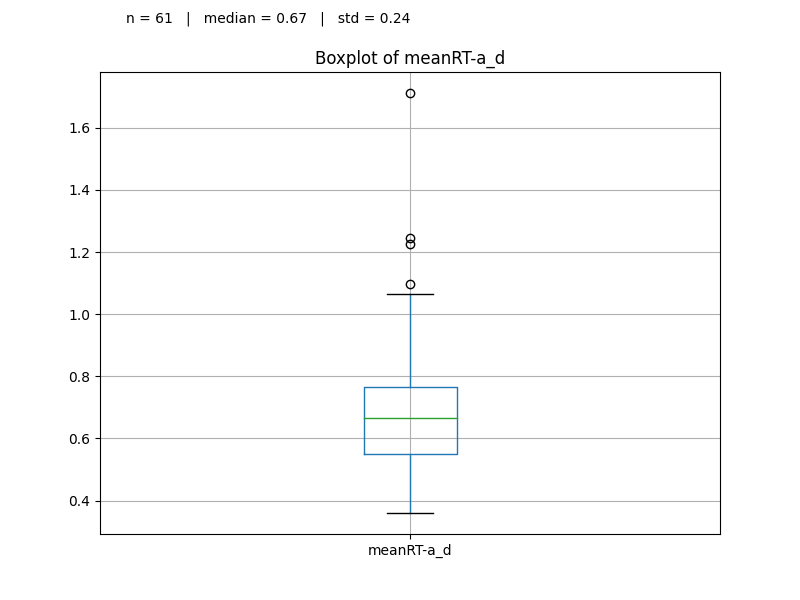 n = 61   |   median = 0.67   |   std = 0.24
Boxplot of meanRT-a_d
1.6
1.4
1.2
1.0
0.8
0.6
0.4
meanRT-a_d